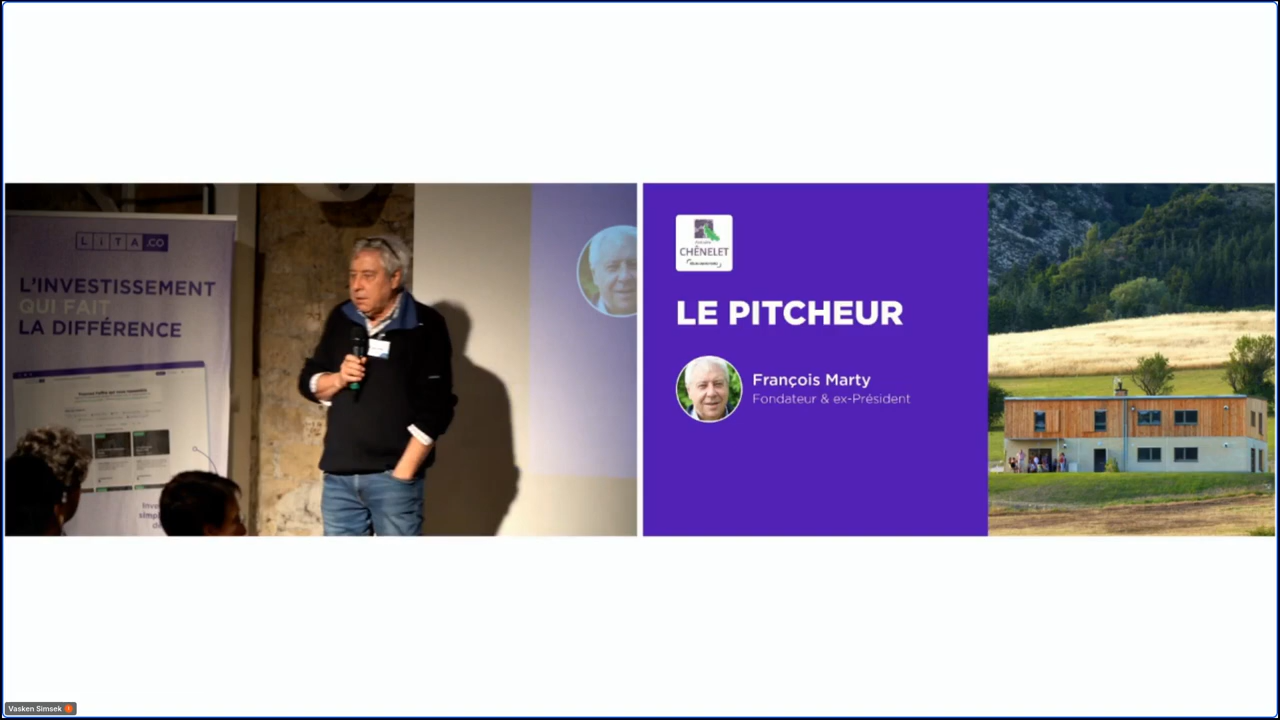 LITA.CO
L'INVESTISSEMENT
QUI FAIT
LA DIFFÉRENCE
CHÊNELET
LE PITCHEUR
François Marty
Fondateur & ex-Président
Vasken Simsek